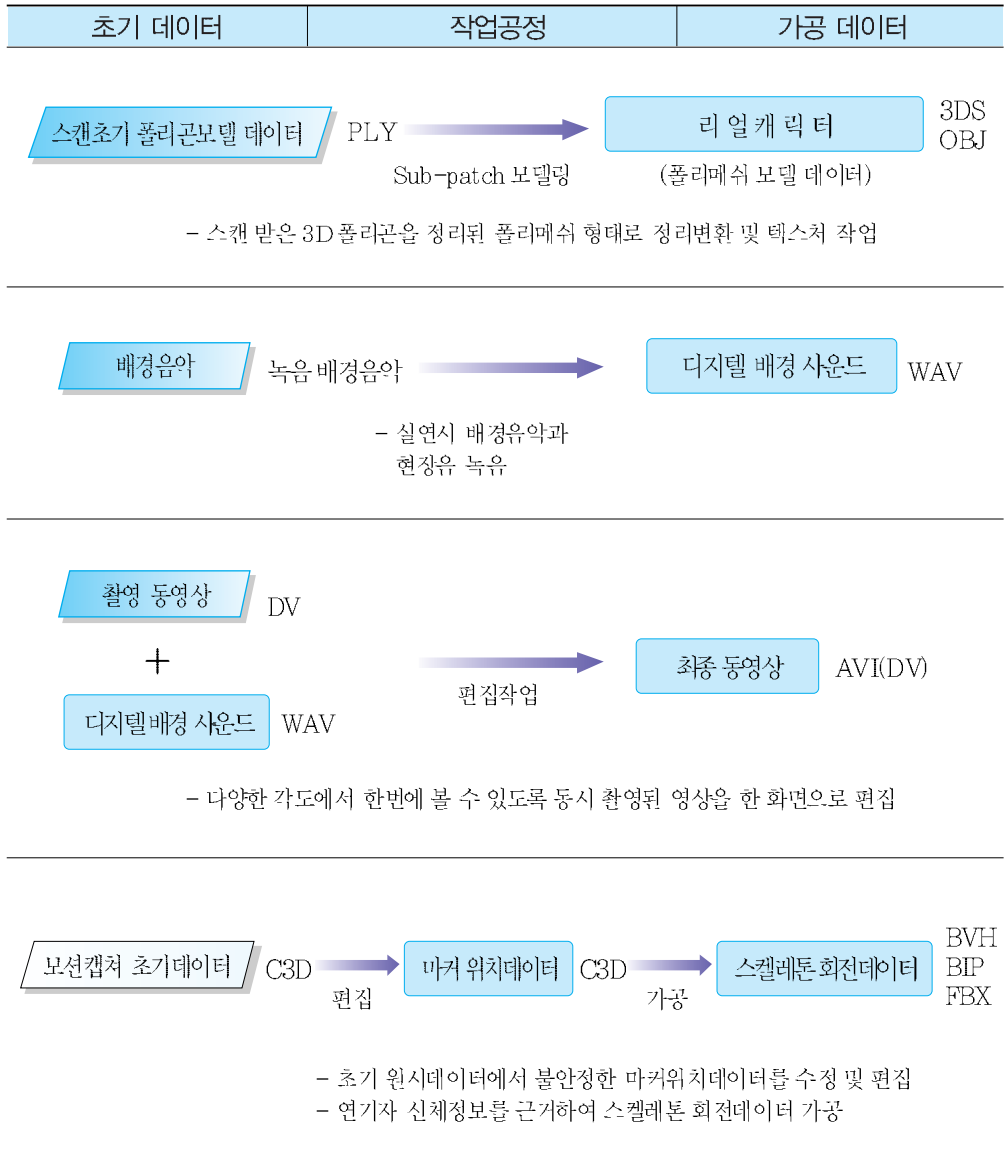 초기 데이터
작업공정
가공 데이터
스캔초기 폴리곤모델 데이터
PLY
Sub-patch 모델링
리얼캐릭터
3DS
OBJ
(폴리메쉬 모델 데이터)
- 스캔 받은 3D 폴리곤을 정리된 폴리메쉬 형태로 정리변환 및 텍스처 작업
배경음악
녹음 배경음악
디지털 배경 사운드
WAV
- 실연시 배경음악과
현장음 녹음
촬영 동영상
DV
+
디지털 배경 사운드
WAV
편집작업
최종 동영상
AVI(DV)
- 다양한 각도에서 한번에 볼 수 있도록 동시 촬영된 영상을 한 화면으로 편집
모션캡쳐 초기데이터
C3D
편집
마커 위치데이터
C3D
가공
스켈레톤 회전데이터
BVH
BIP
FBX
- 초기 원시데이터에서 불안정한 마커위치데이터를 수정 및 편집
- 연기자 신체정보를 근거하여 스켈레톤 회전데이터 가공